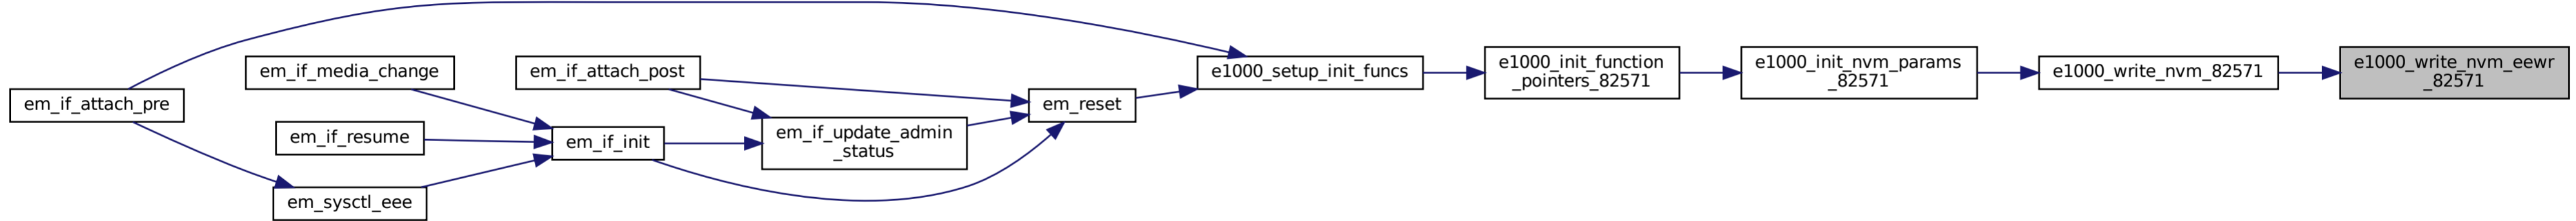 em_if_attach_pre
em_if_media_change
em_if_resume
em_sysctl_eee
em_if_attach_post
em_if_init
em_if_update_admin
_status
em_reset
e1000_setup_init_funcs
e1000_init_function
_pointers_82571
e1000_init_nvm_params
_82571
e1000_write_nvm_82571
e1000_write_nvm_eewr
_82571